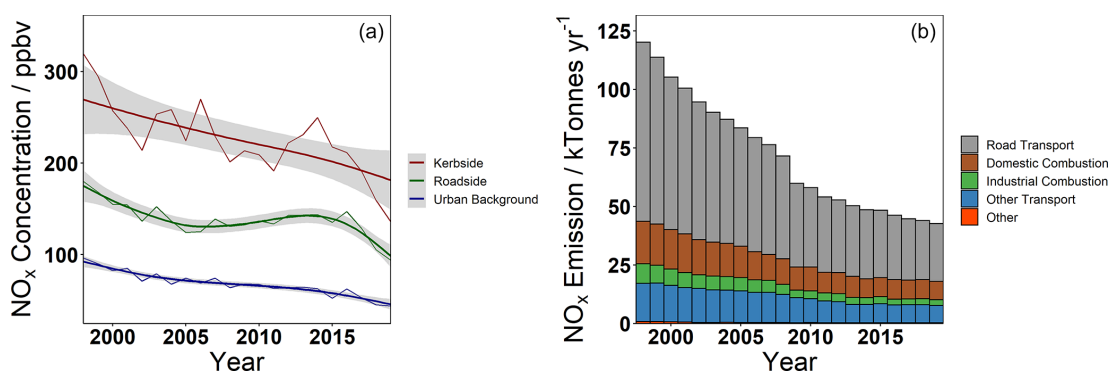 (a)
NOx Concentration / ppbv
300
200
100
2000 2005 2010 2015
Year
Kerbside
Roadside
Urban Background
(b)
NOx Emission / kTonnes yr-1
125
100
75
50
25
0
2000 2005 2010 2015
Year
Road Transport
Domestic Combustion
Industrial Combustion
Other Transport
Other